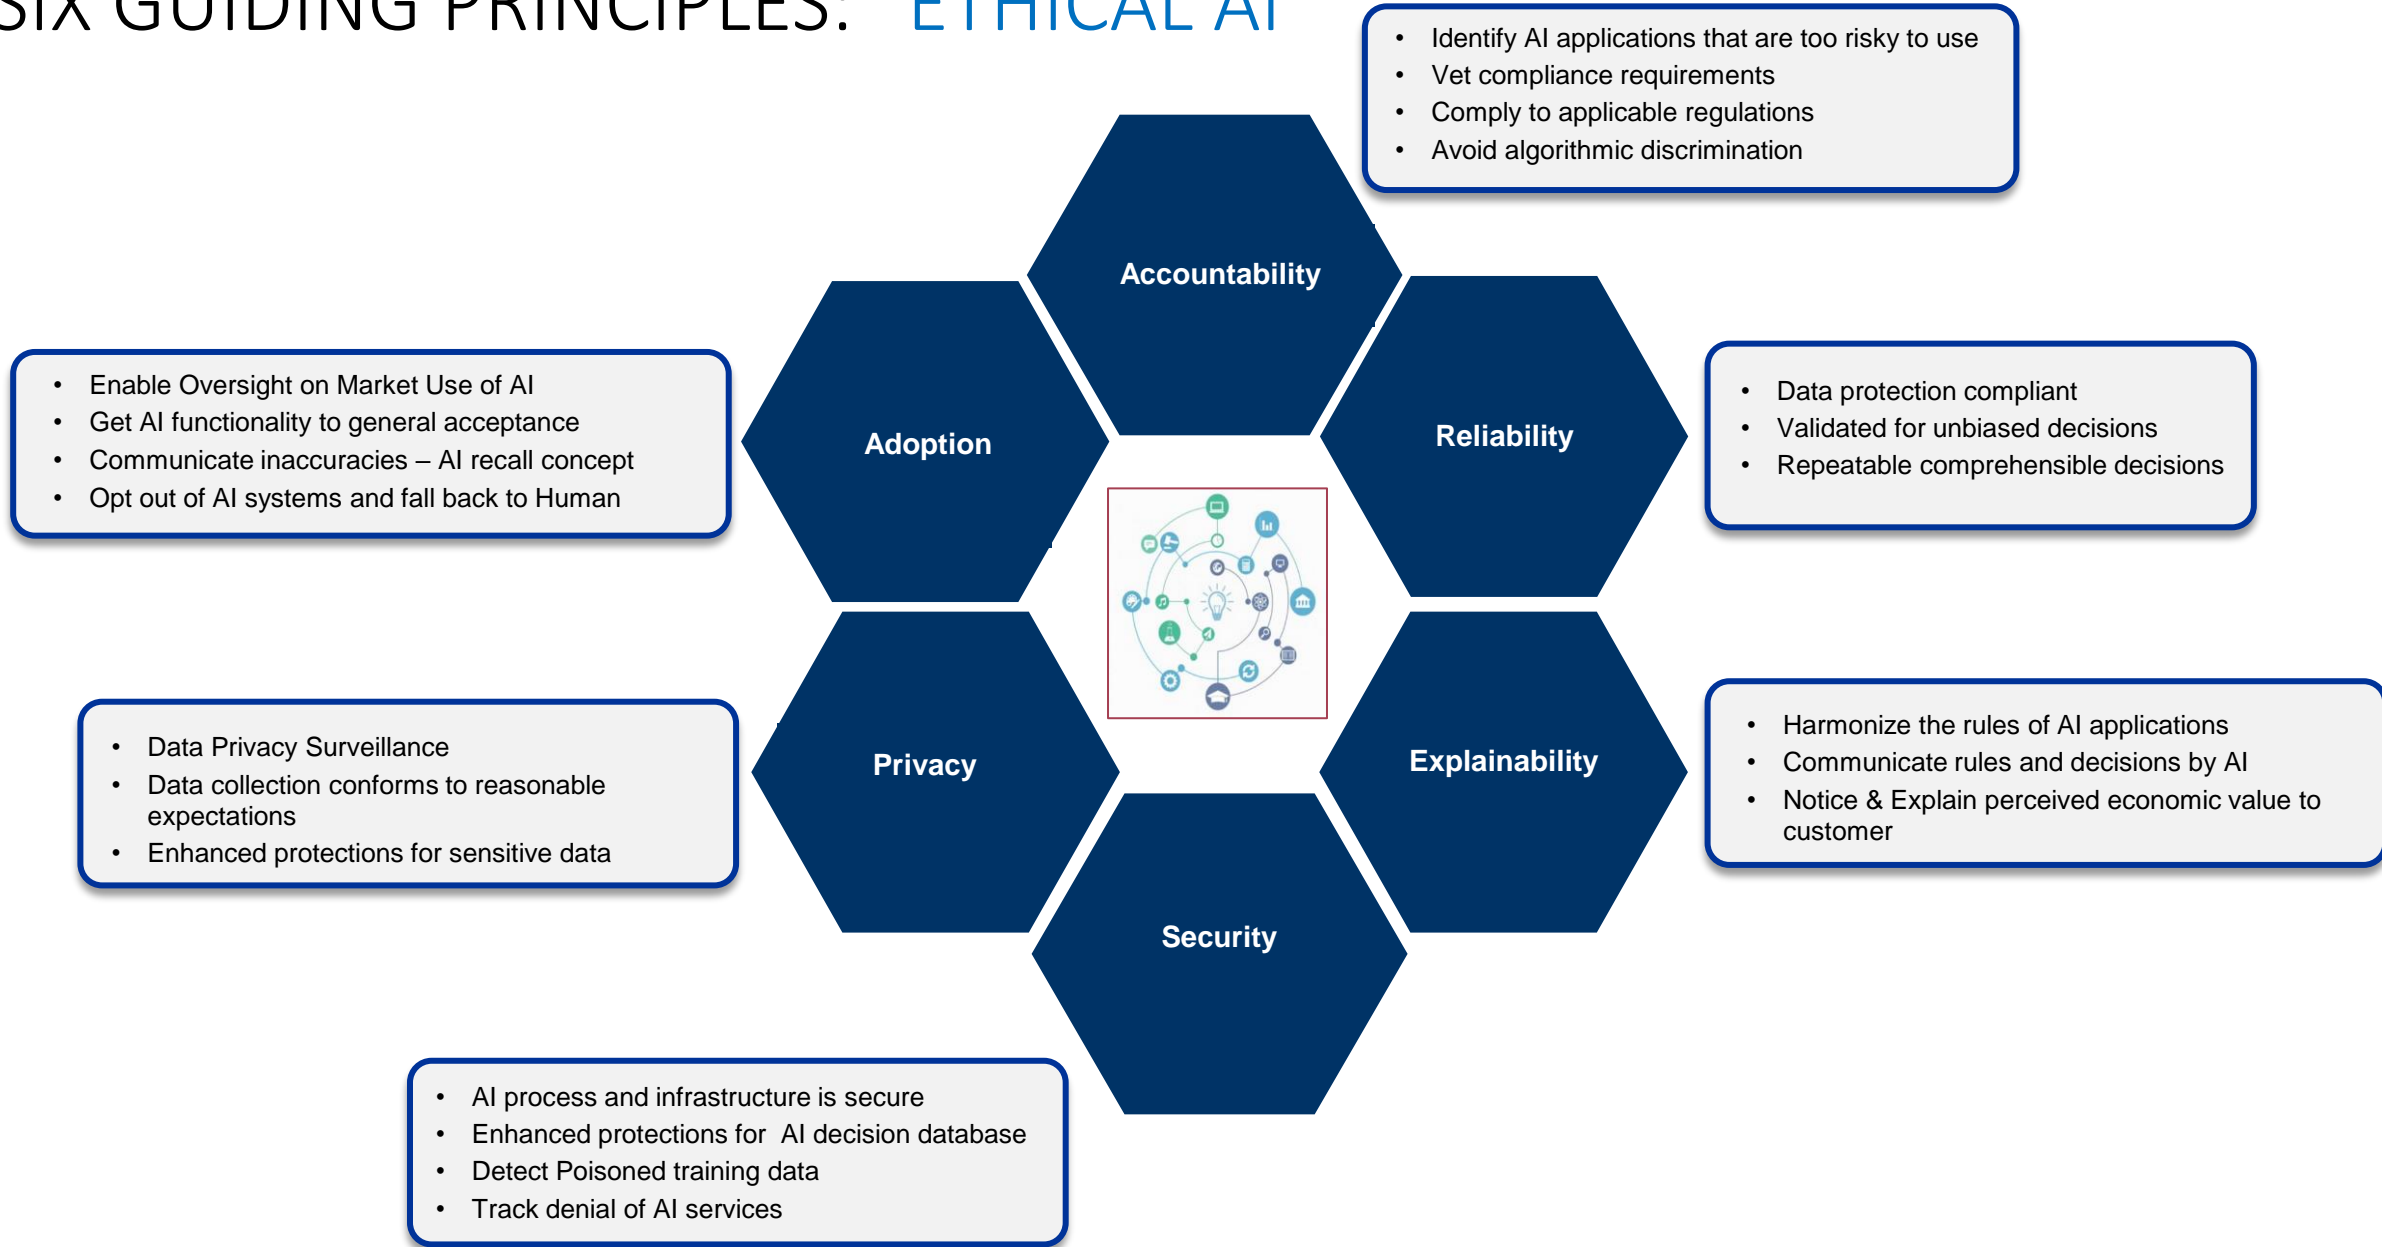 SIX GUIDING PRINCIPLES: ETHICAL AI
• Identify AI applications that are too risky to use
• Vet compliance requirements
• Comply to applicable regulations
• Avoid algorithmic discrimination
Accountability
Adoption
• Enable Oversight on Market Use of AI
• Get AI functionality to general acceptance
• Communicate inaccuracies – AI recall concept
• Opt out of AI systems and fall back to Human
Reliability
• Data protection compliant
• Validated for unbiased decisions
• Repeatable comprehensible decisions
Privacy
• Data Privacy Surveillance
• Data collection conforms to reasonable
expectations
• Enhanced protections for sensitive data
Explainability
• Harmonize the rules of AI applications
• Communicate rules and decisions by AI
• Notice & Explain perceived economic value to
customer
Security
• AI process and infrastructure is secure
• Enhanced protections for AI decision database
• Detect Poisoned training data
• Track denial of AI services